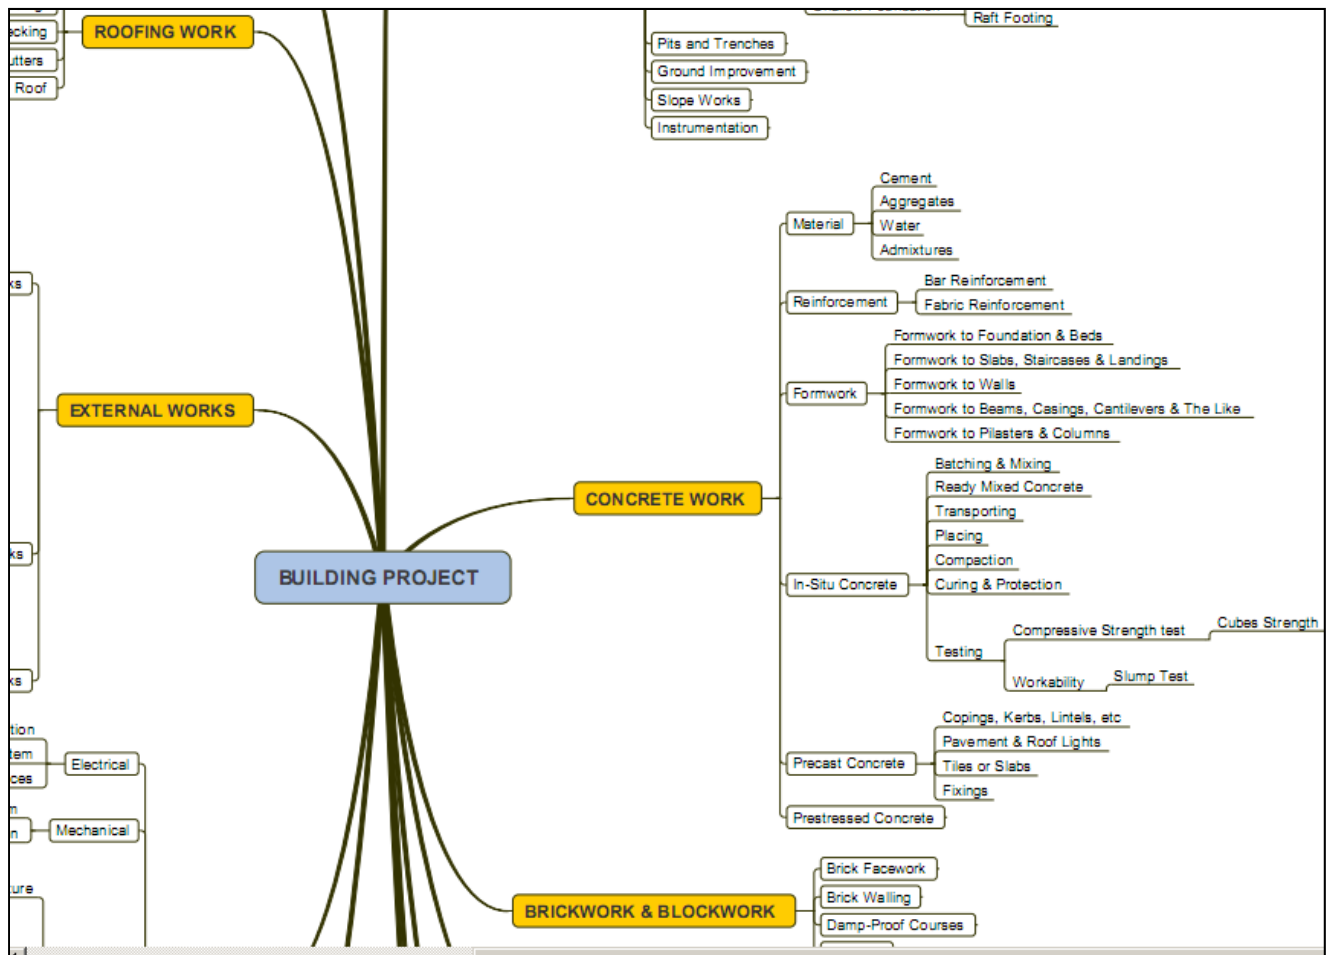 ROOFING WORK
Roof
Raft Footing
Pits and Trenches
Ground Improvement
Slope Works
Instrumentation
Material
Cement
Aggregates
Water
Admixtures
Reinforcement
Bar Reinforcement
Fabric Reinforcement
Formwork
Formwork to Foundation & Beds
Formwork to Slabs, Staircases & Landings
Formwork to Walls
Formwork to Beams, Casings, Cantilevers & The Like
Formwork to Pilasters & Columns
EXTERNAL WORKS
CONCRETE WORK
BUILDING PROJECT
In-Situ Concrete
Batching & Mixing
Ready Mixed Concrete
Transporting
Placing
Compaction
Curing & Protection
Testing
Compressive Strength test
Cubes Strength
Workability
Slump Test
Precast Concrete
Copings, Kerbs, Lintels, etc
Pavement & Roof Lights
Tiles or Slabs
Fixings
Prestressed Concrete
Electrical
Mechanical
BRICKWORK & BLOCKWORK
Brick Facework
Brick Walling
Damp-Proof Courses